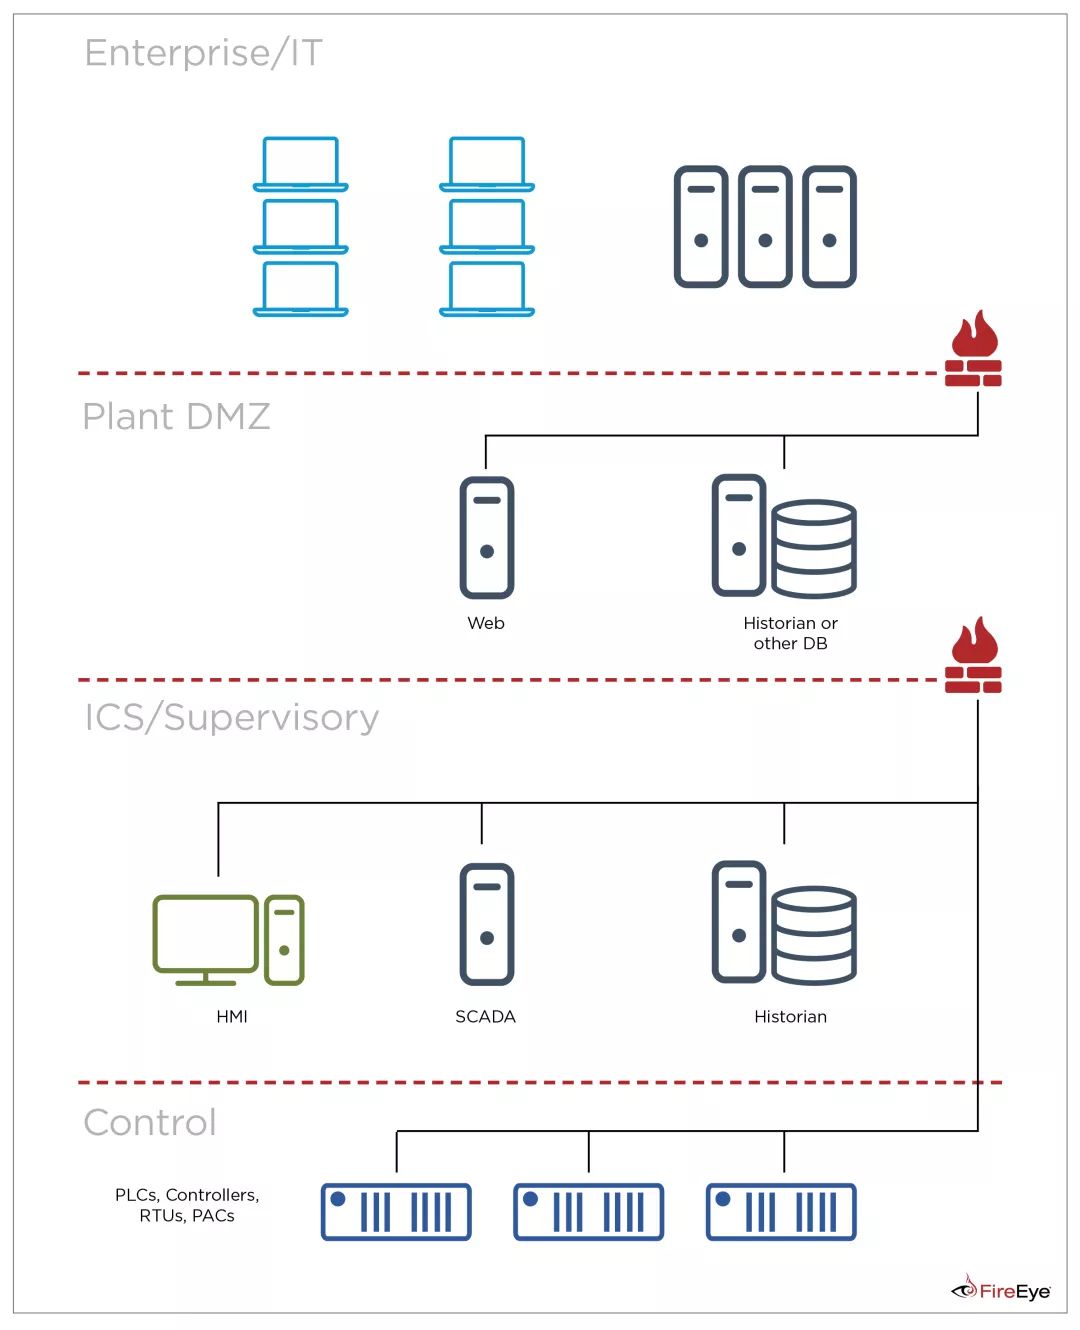 Enterprise/IT
Plant DMZ
Web
Historian or
other DB
ICS/Supervisory
HMI
SCADA
Historian
Control
PLCs, Controllers,
RTUs, PACs
FireEye